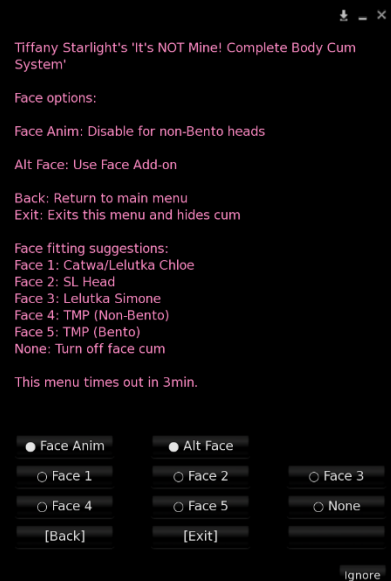 Tiffany Starlight's 'It's NOT Mine! Complete Body Cum
System'
Face options:
Face Anim: Disable for non-Bento heads
Alt Face: Use Face Add-on
Back: Return to main menu
Exit: Exits this menu and hides cum
Face fitting suggestions:
Face 1: Catwa/Lelutka Chloe
Face 2: SL Head
Face 3: Lelutka Simone
Face 4: TMP (Non-Bento)
Face 5: TMP (Bento)
None: Turn off face cum
This menu times out in 3min.
● Face Anim ● Alt Face
○ Face 1 ○ Face 2 ○ Face 3
○ Face 4 ○ Face 5 ○ None
[Back] [Exit]
Ignore